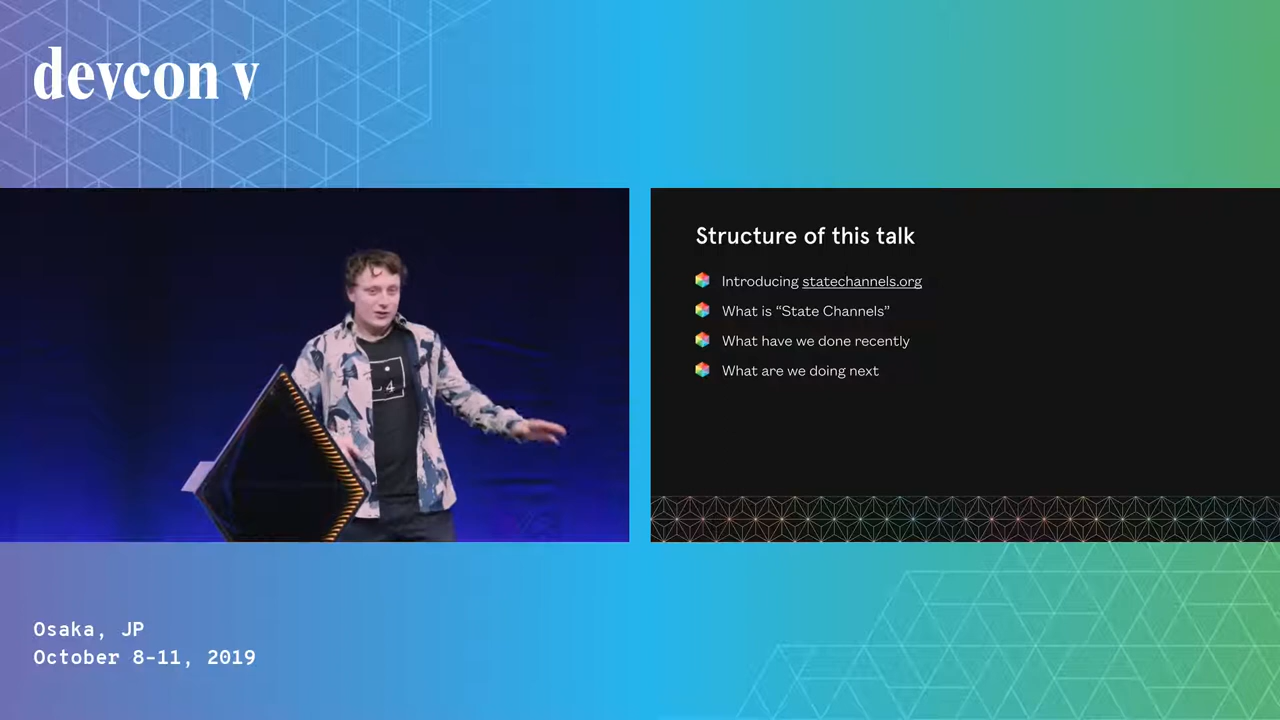 devcon v
L4
Structure of this talk
Introducing statechannels.org
What is “State Channels”
What have we done recently
What are we doing next
Osaka, JP
October 8-11, 2019